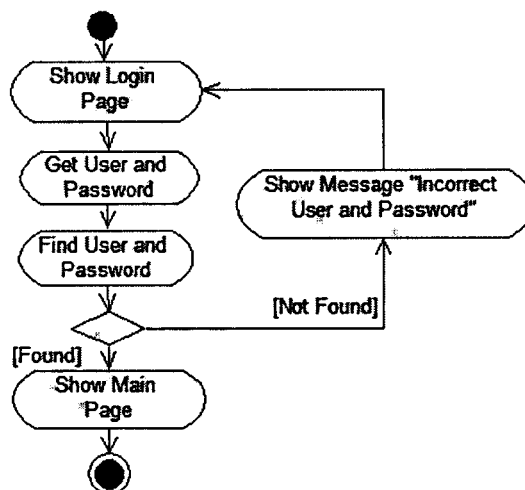 Show Login
Page
Get User and
Password
Show Message "Incorrect
User and Password"
Find User and
Password
[Not Found]
[Found]
Show Main
Page